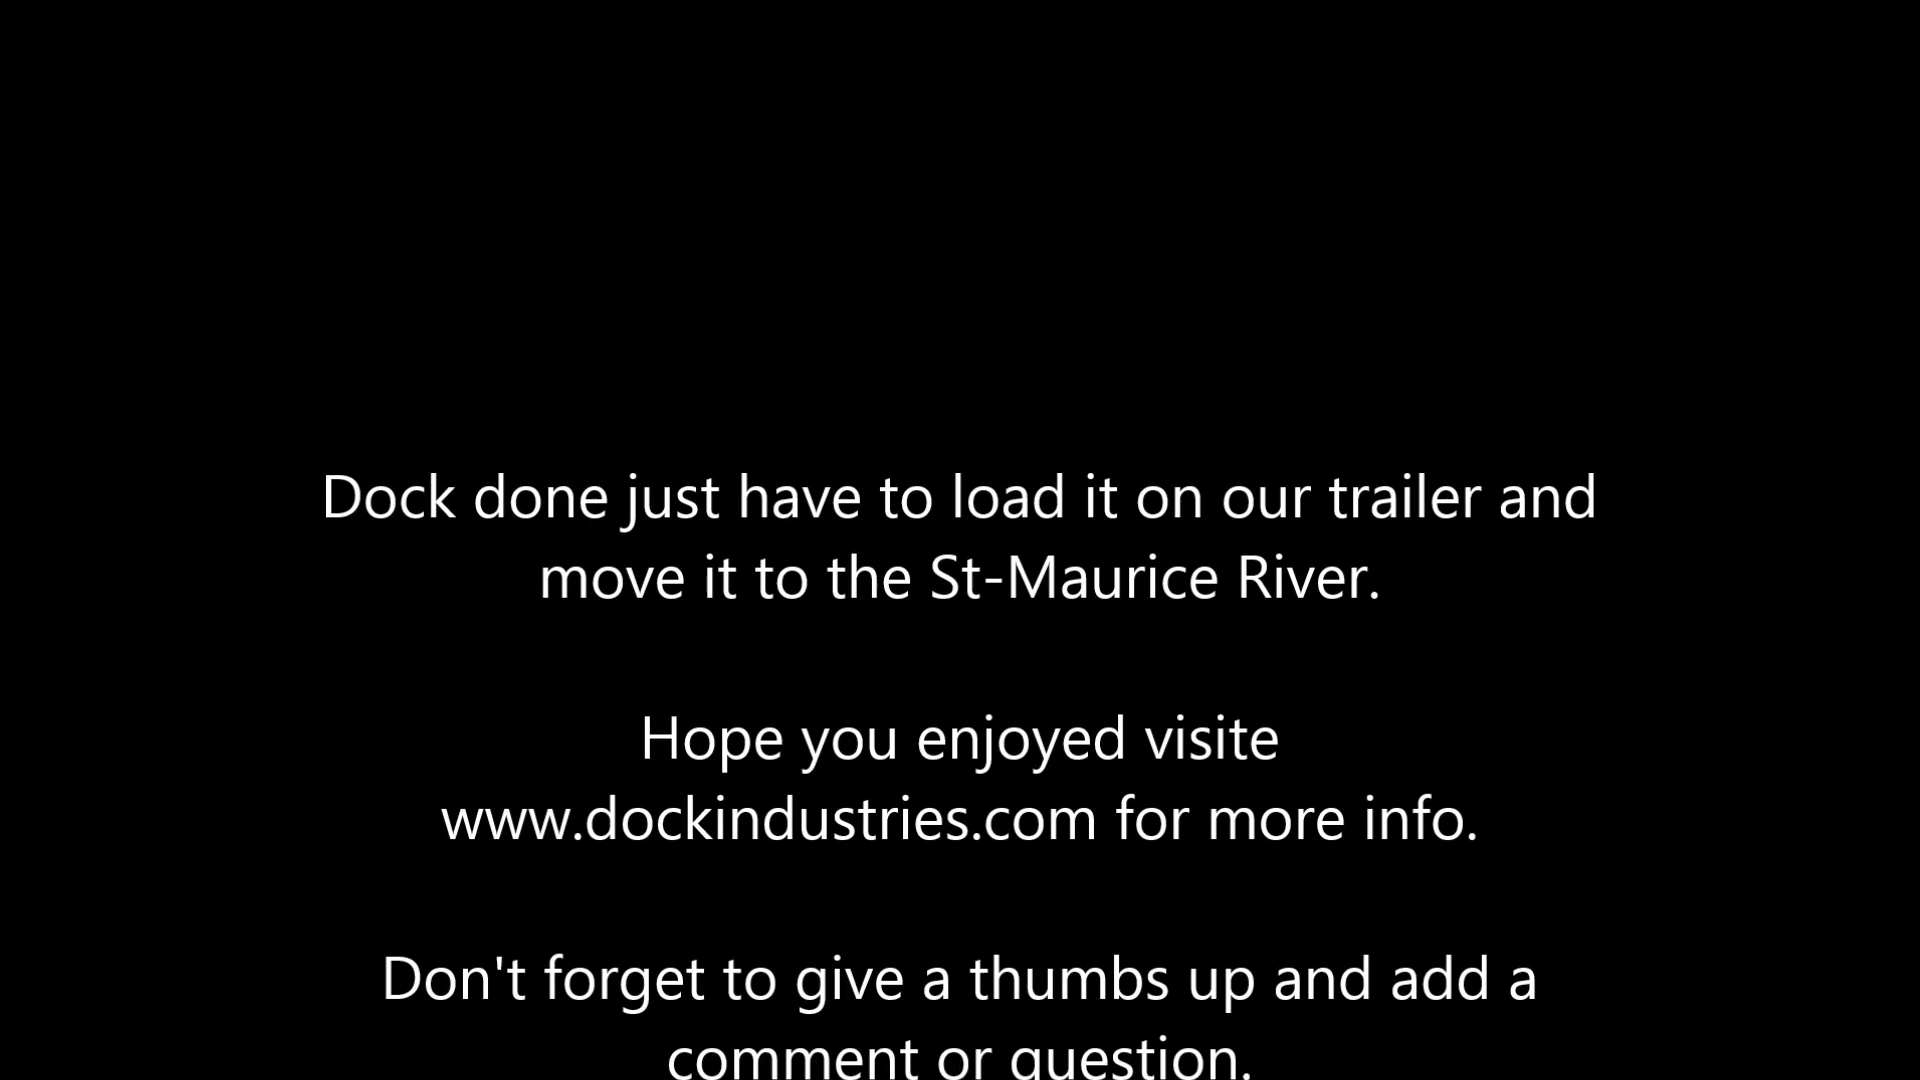 Dock done just have to load it on our trailer and
move it to the St-Maurice River.
Hope you enjoyed visite
www.dockindustries.com for more info.
Don't forget to give a thumbs up and add a
comment or question.